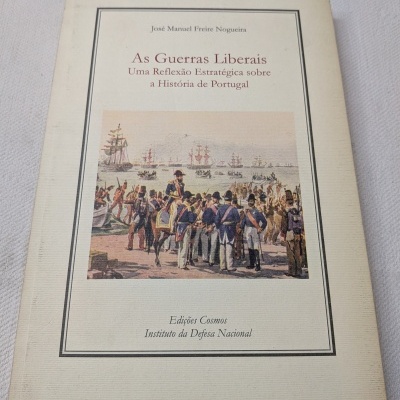 José Manuel Freire Nogueira
As Guerras Liberais
Uma Reflexão Estratégica sobre
a História de Portugal
Edições Cosmos
Instituto da Defesa Nacional